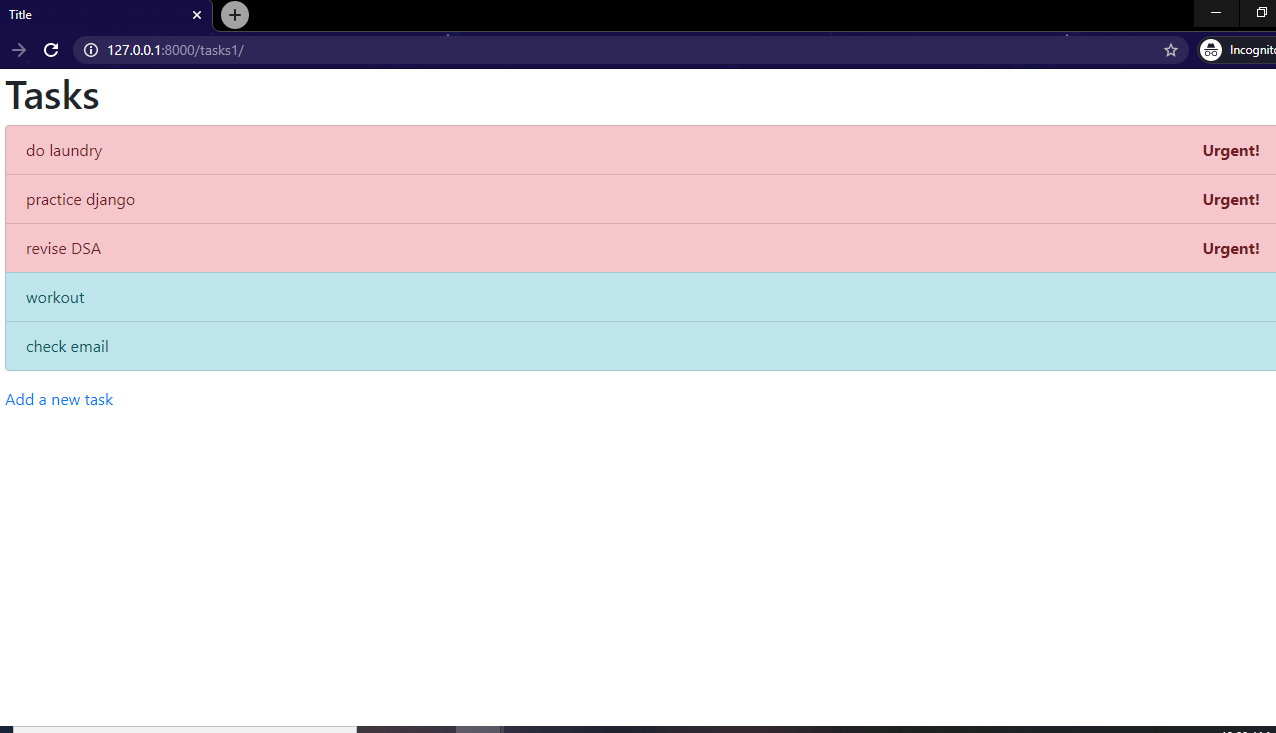 Title
127.0.0.1:8000/tasks1/
Tasks
do laundry Urgent!
practice django Urgent!
revise DSA Urgent!
workout
check email
Add a new task